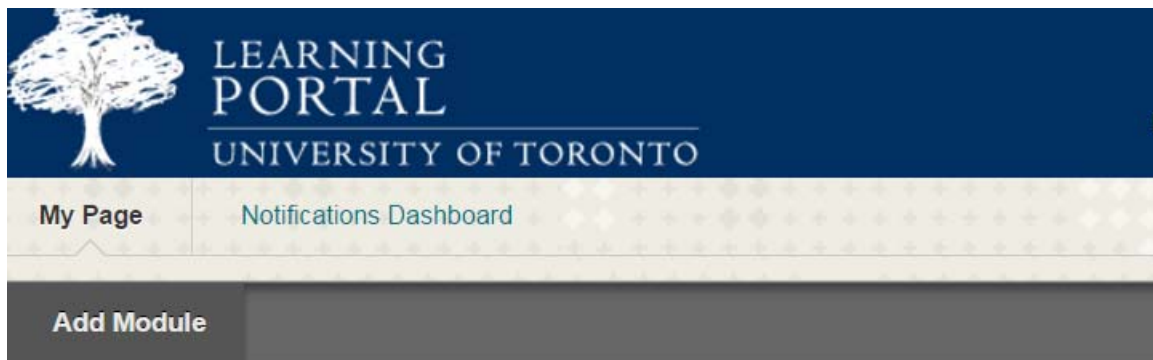 LEARNING
PORTAL
UNIVERSITY OF TORONTO
My Page Notifications Dashboard
Add Module